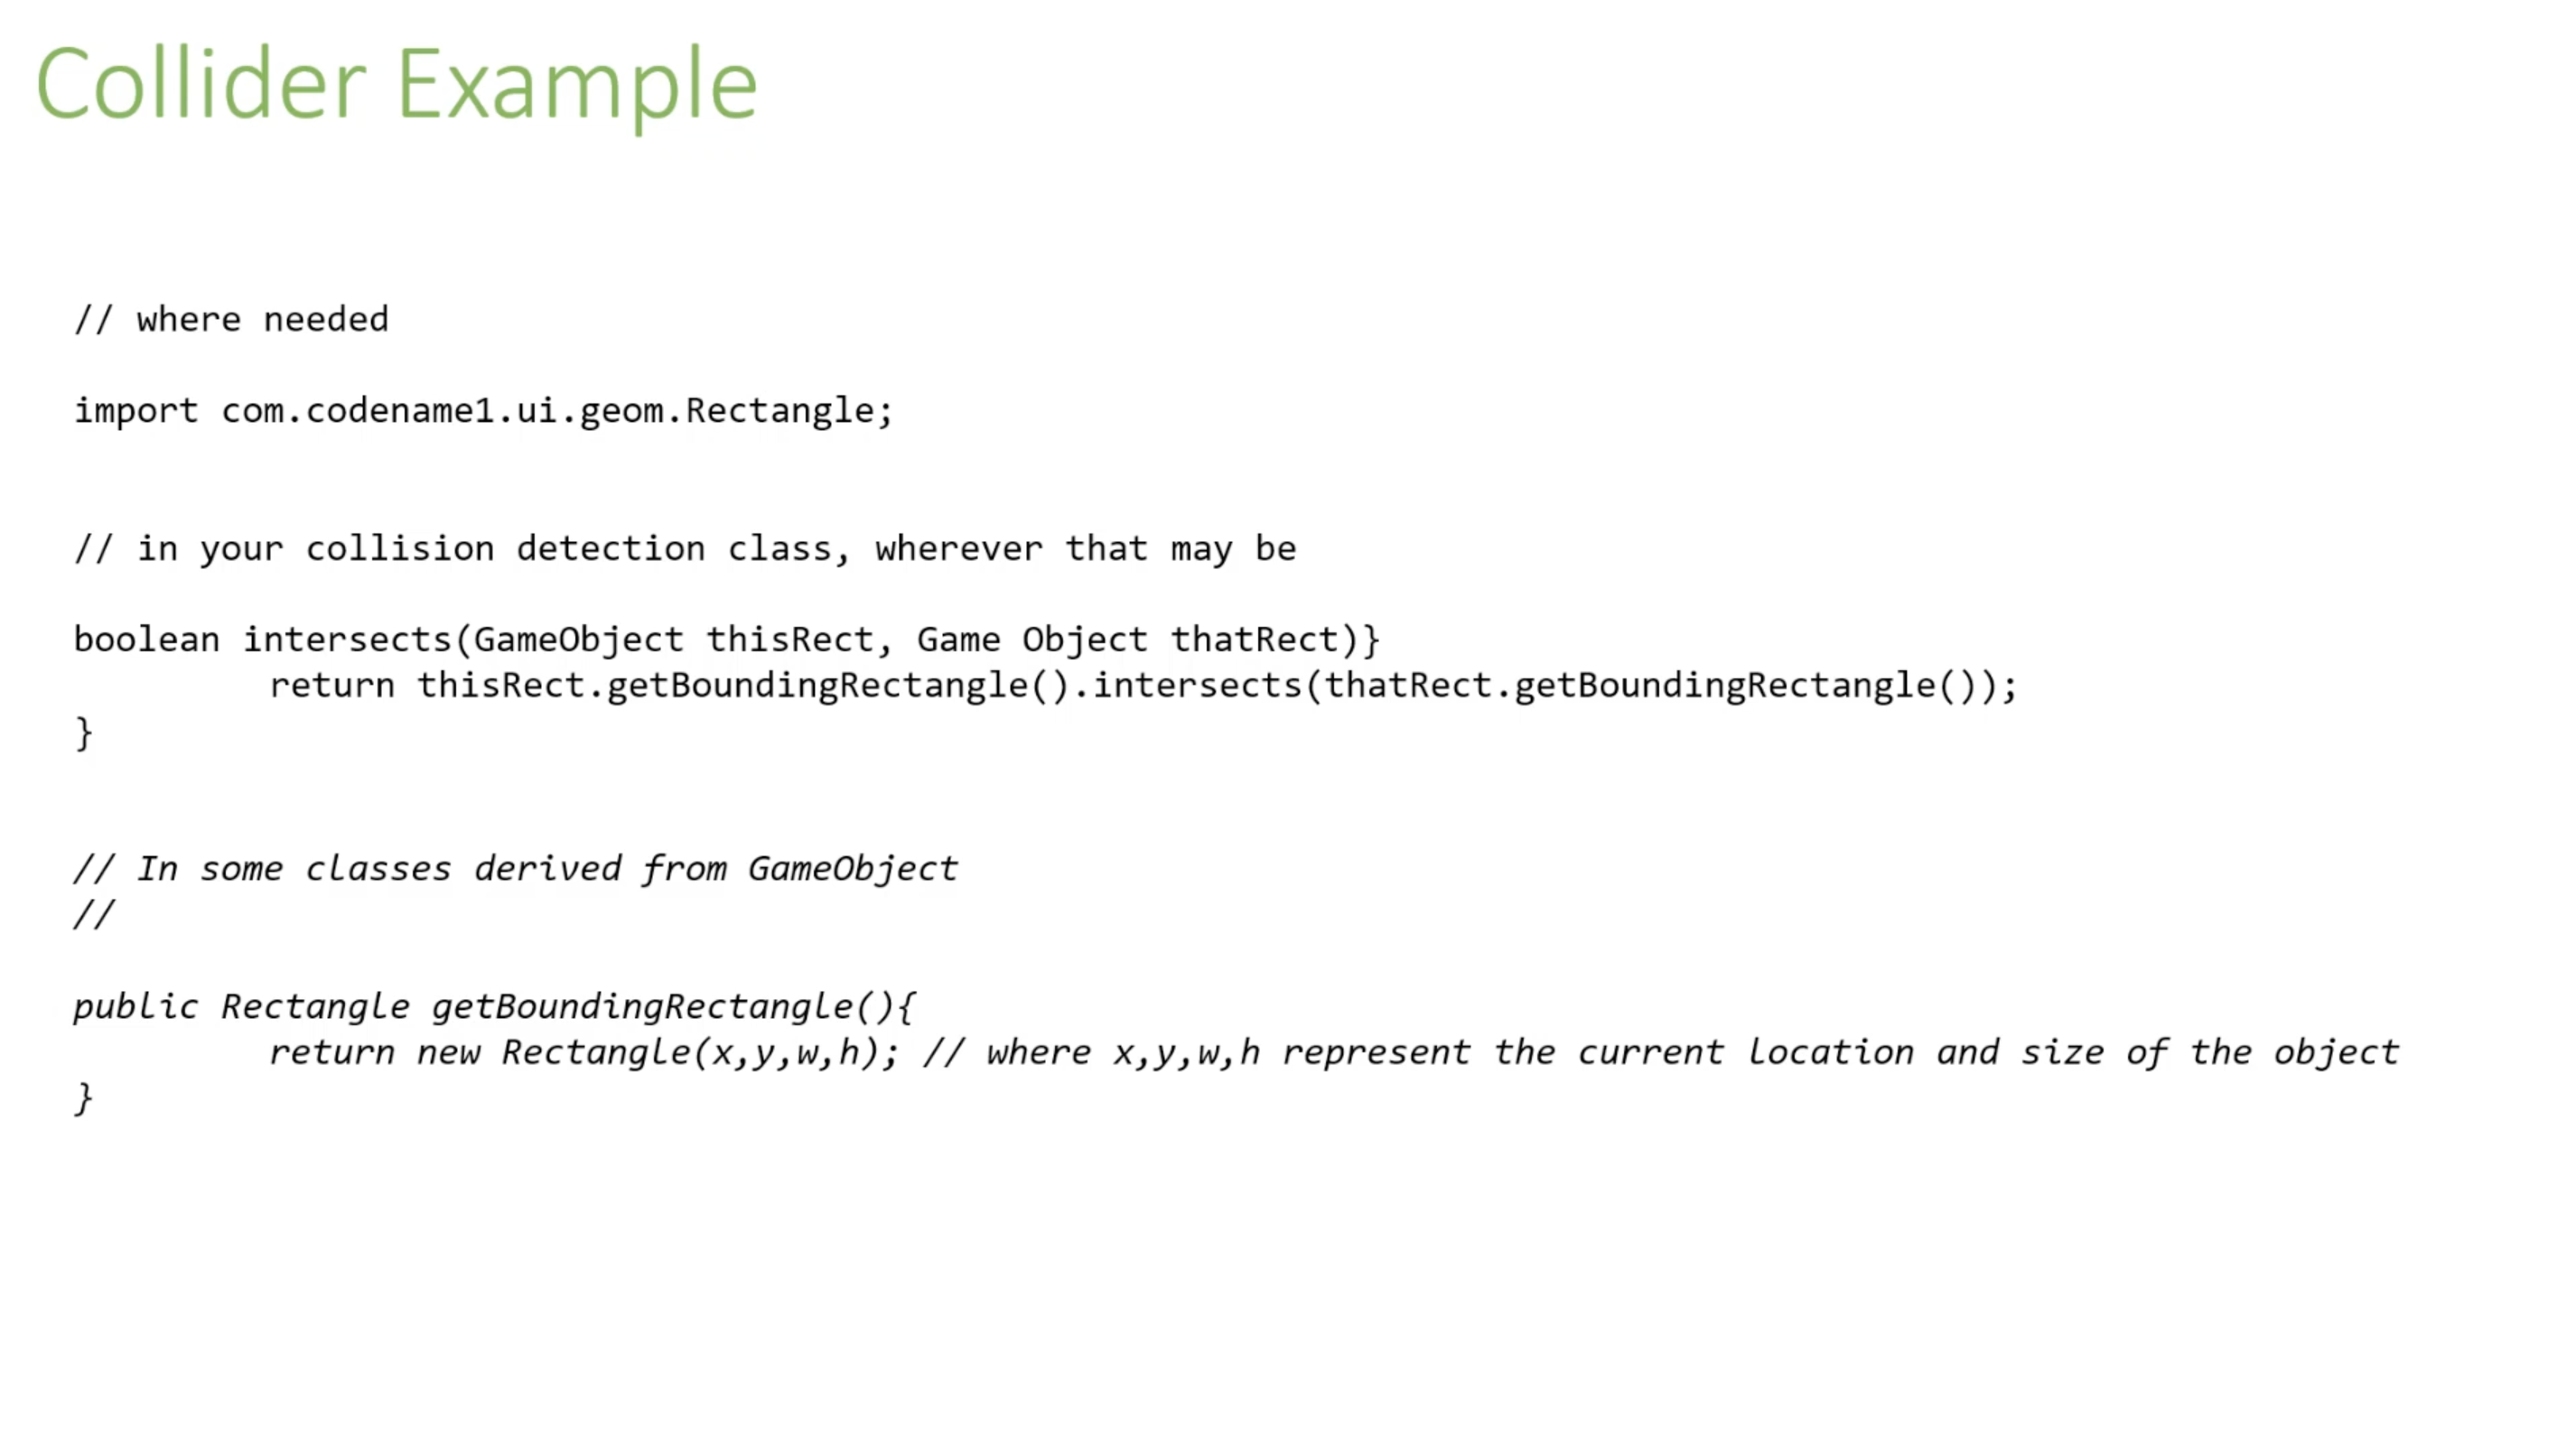 Collider Example
// where needed
import com.codename1.ui.geom.Rectangle;
// in your collision detection class, wherever that may be
boolean intersects(GameObject thisRect, Game Object thatRect)}
return thisRect.getBoundingRectangle().intersects(thatRect.getBoundingRectangle());
}
// In some classes derived from GameObject
//
public Rectangle getBoundingRectangle(){
return new Rectangle(x,y,w,h); // where x,y,w,h represent the current location and size of the object
}